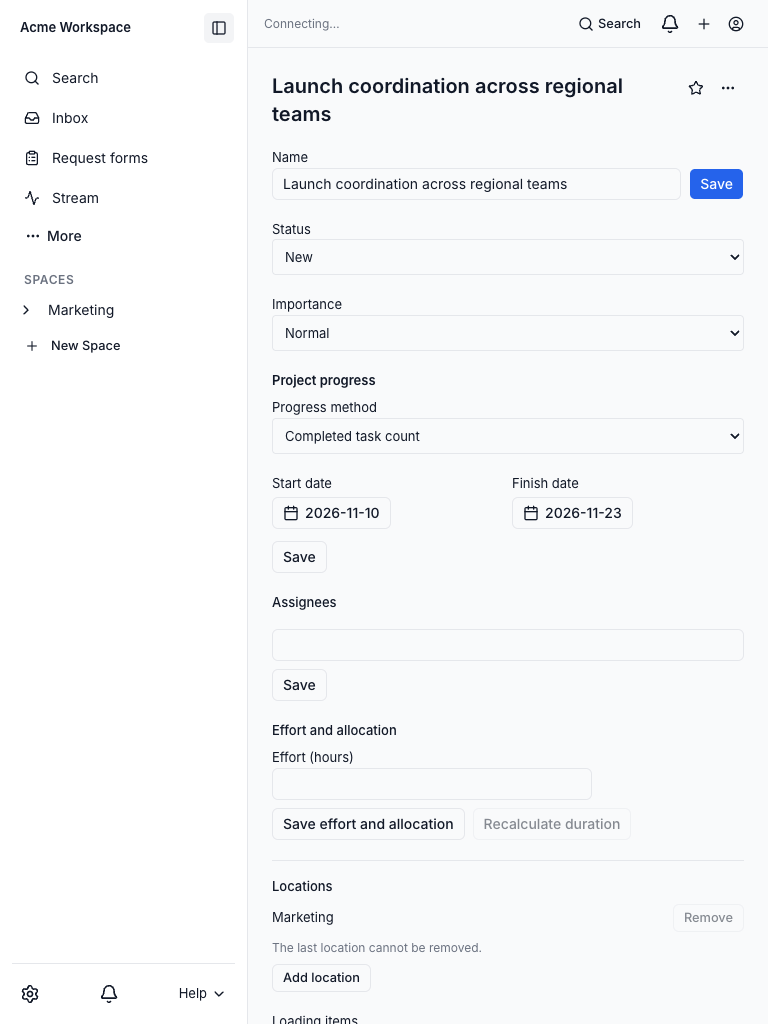 Acme Workspace
Search
Inbox
Request forms
Stream
More
SPACES
Marketing
New Space
Help
Connecting...
Search
Launch coordination across regional
teams
Name
Launch coordination across regional teams
Save
Status
New
Importance
Normal
Project progress
Progress method
Completed task count
Start date
Finish date
2026-11-10
2026-11-23
Save
Assignees
Save
Effort and allocation
Effort (hours)
Save effort and allocation
Recalculate duration
Locations
Marketing
Remove
The last location cannot be removed.
Add location
Loading items